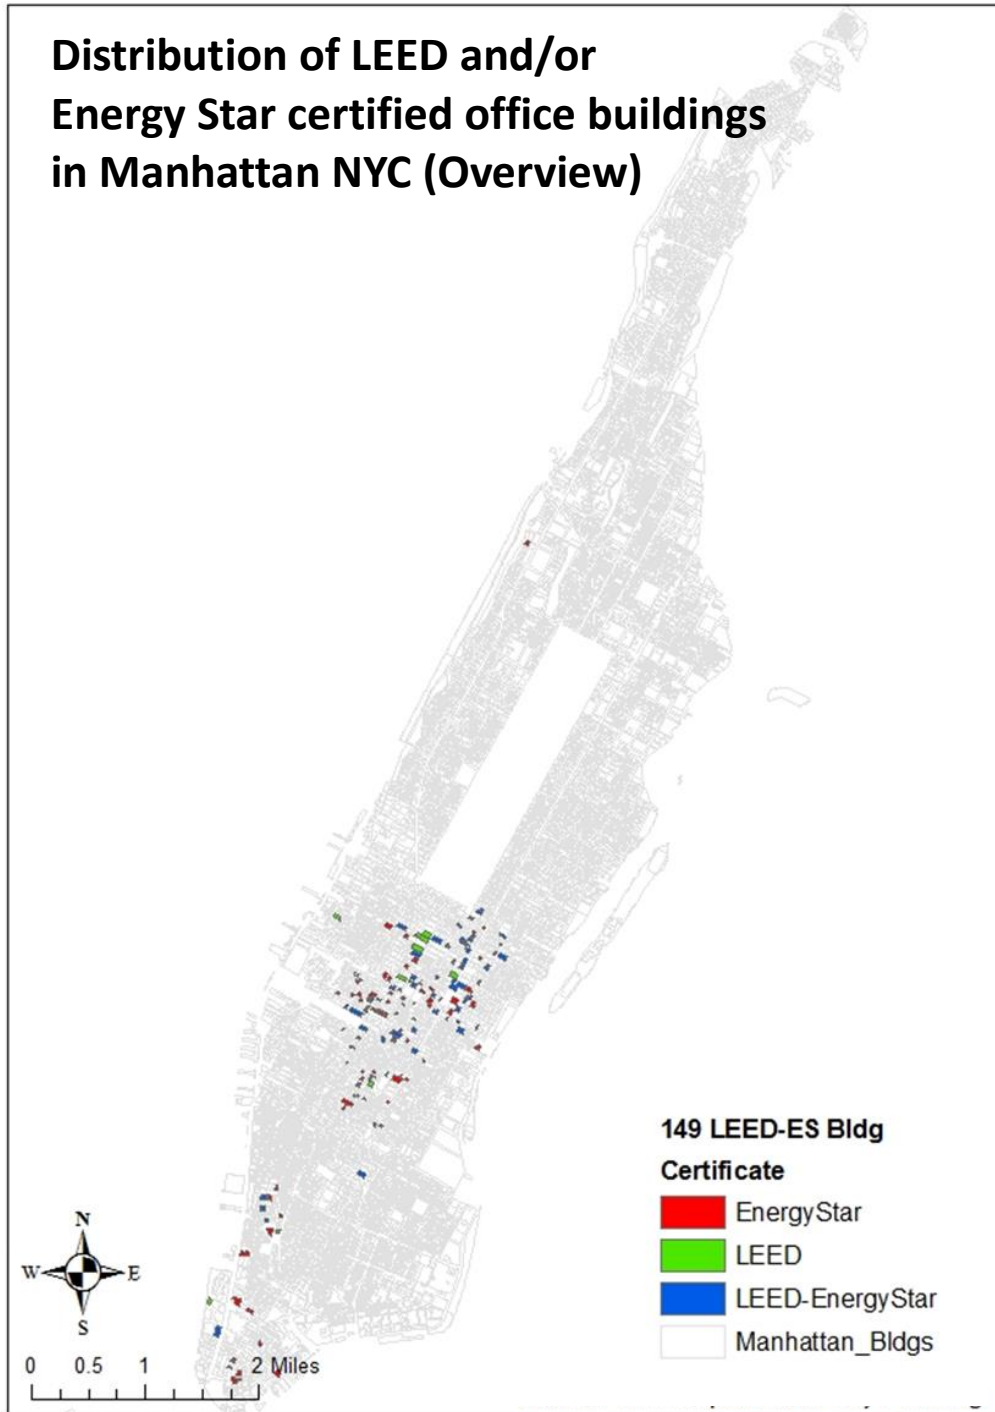 Distribution of LEED and/or
Energy Star certified office buildings
in Manhattan NYC (Overview)
149 LEED-ES Bldg
Certificate
EnergyStar
LEED
LEED-EnergyStar
Manhattan_Bldgs
N
W E
S
0 0.5 1 2 Miles